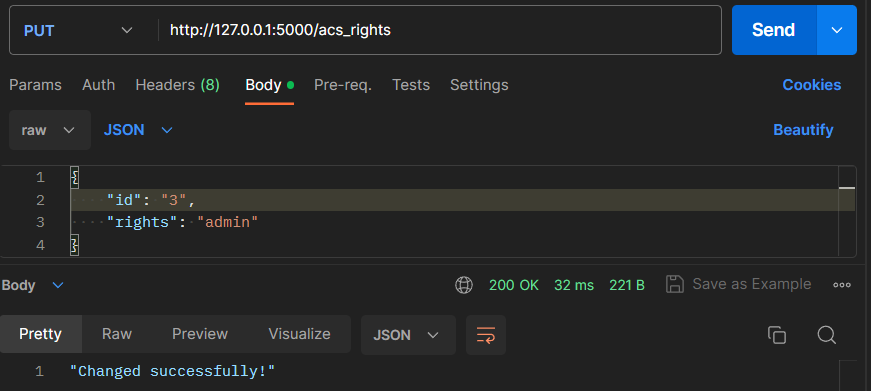 PUT http://127.0.0.1:5000/acs_rights Send
Params Auth Headers (8) Body Pre-req. Tests Settings Cookies
raw JSON Beautify
1 {
2 "id": "3",
3 "rights": "admin"
4 }
Body 200 OK 32 ms 221 B Save as Example
Pretty Raw Preview Visualize JSON
1 "Changed successfully!"